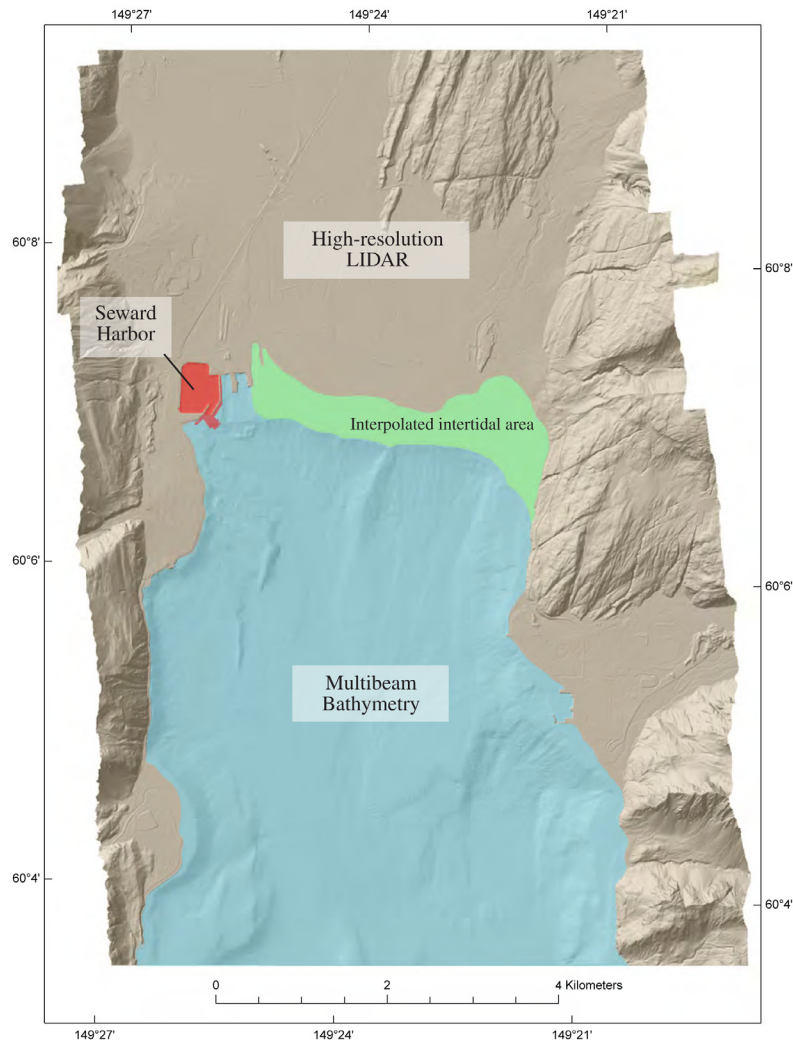 149°27'
149°24'
149°21'
High-resolution
LIDAR
60°8'
60°8'
Seward
Harbor
Interpolated intertidal area
60°6'
60°6'
Multibeam
Bathymetry
60°4'
60°4'
0
2
4 Kilometers
149°27'
149°24'
149°21'